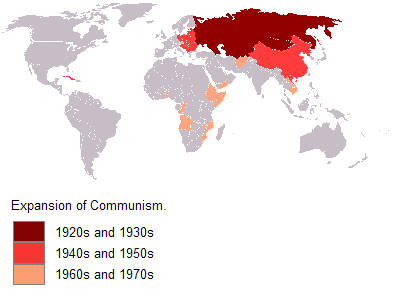 Expansion of Communism.
1920s and 1930s
1940s and 1950s
1960s and 1970s